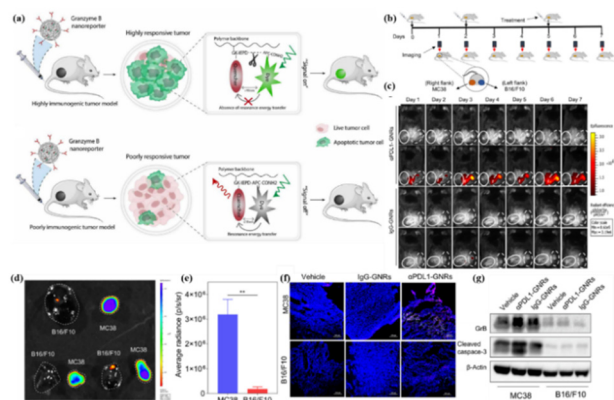 (a)
Granzyme B
nanoreporter
Highly responsive tumor
Polymer backbone
Absence of resonance energy transfer
"Signal on"
Highly immunogenic tumor model
Live tumor cell
Apoptotic tumor cell
Granzyme B
nanoreporter
Poorly responsive tumor
Polymer backbone
Resonance energy transfer
"Signal off"
Poorly immunogenic tumor model
(b)
Treatment
Days
Imaging
(Right flank)
MC38
(Left flank)
B16/F10
(c)
Day 1 Day 2 Day 3 Day 4 Day 5 Day 6 Day 7
αPDL1-GNRs
IgG-GNRs
(d)
B16/F10
MC38
B16/F10
MC38
B16/F10
MC38
(e)
Average radiance (p/s/sr)
**
MC38 B16/F10
(f)
Vehicle IgG-GNRs αPDL1-GNRs
MC38
B16/F10
(g)
Vehicle
αPDL1-GNRs
IgG-GNRs
Vehicle
αPDL1-GNRs
IgG-GNRs
GrB
Cleaved
caspase-3
β-Actin
MC38 B16/F10